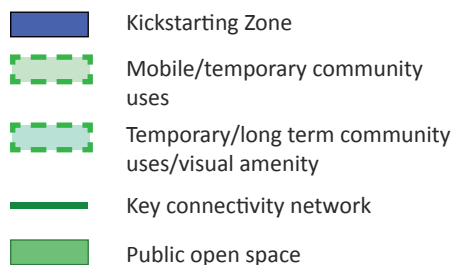 Kickstarting Zone
Mobile/temporary community
uses
Temporary/long term community
uses/visual amenity
Key connectivity network
Public open space